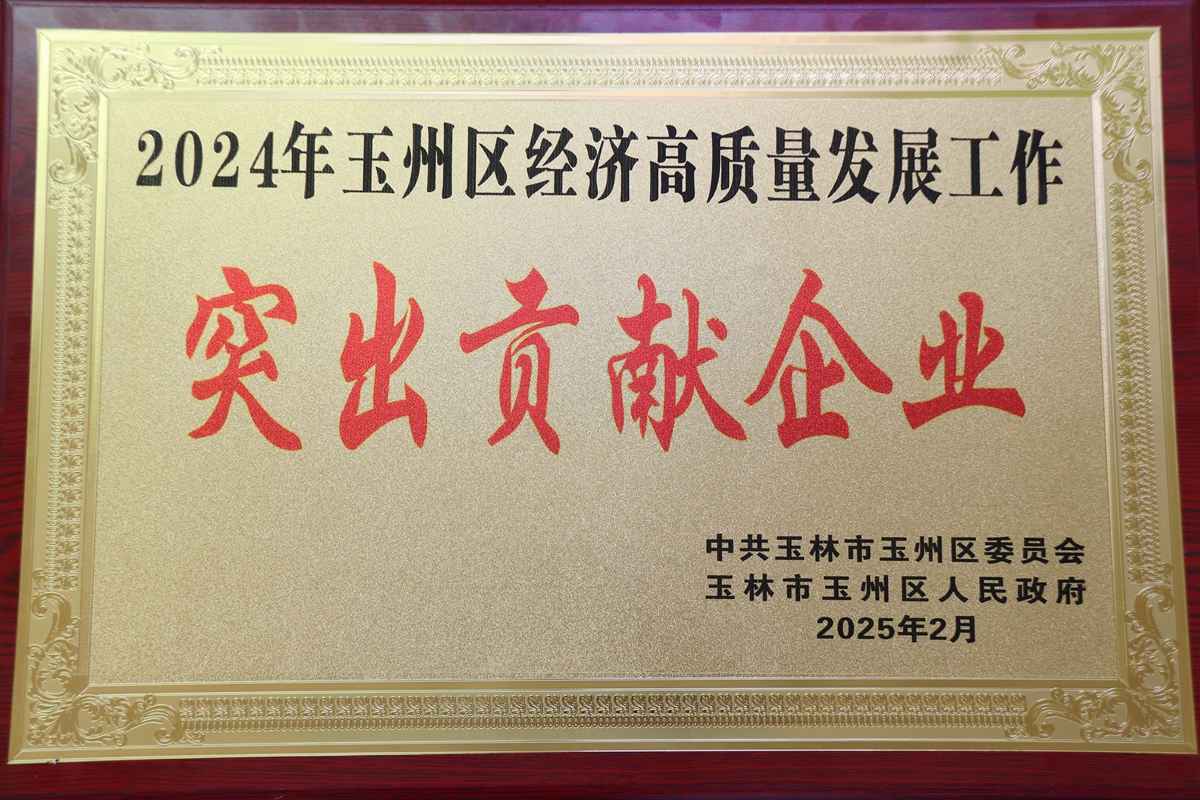 2024年玉州区经济高质量发展工作
突出贡献企业
中共玉林市玉州区委员会
玉林市玉州区人民政府
2025年2月